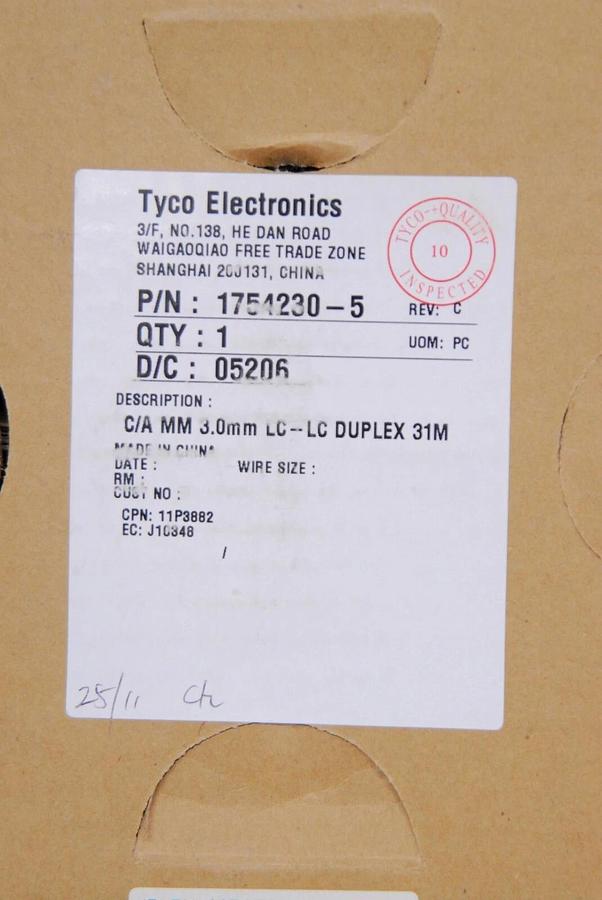 Tyco Electronics
3/F, NO.138, HE DAN ROAD
WAIGAOQIAO FREE TRADE ZONE
SHANGHAI 200131, CHINA
TYCO--QUALITY
10
INSPECTED
P/N : 1754230-5 REV: C
QTY : 1 UOM: PC
D/C : 05206
DESCRIPTION :
C/A MM 3.0mm LC--LC DUPLEX 31M
MADE IN CHINA
DATE : WIRE SIZE :
RM :
CUST NO :
CPN: 11P3882
EC: J10348
/
25/11